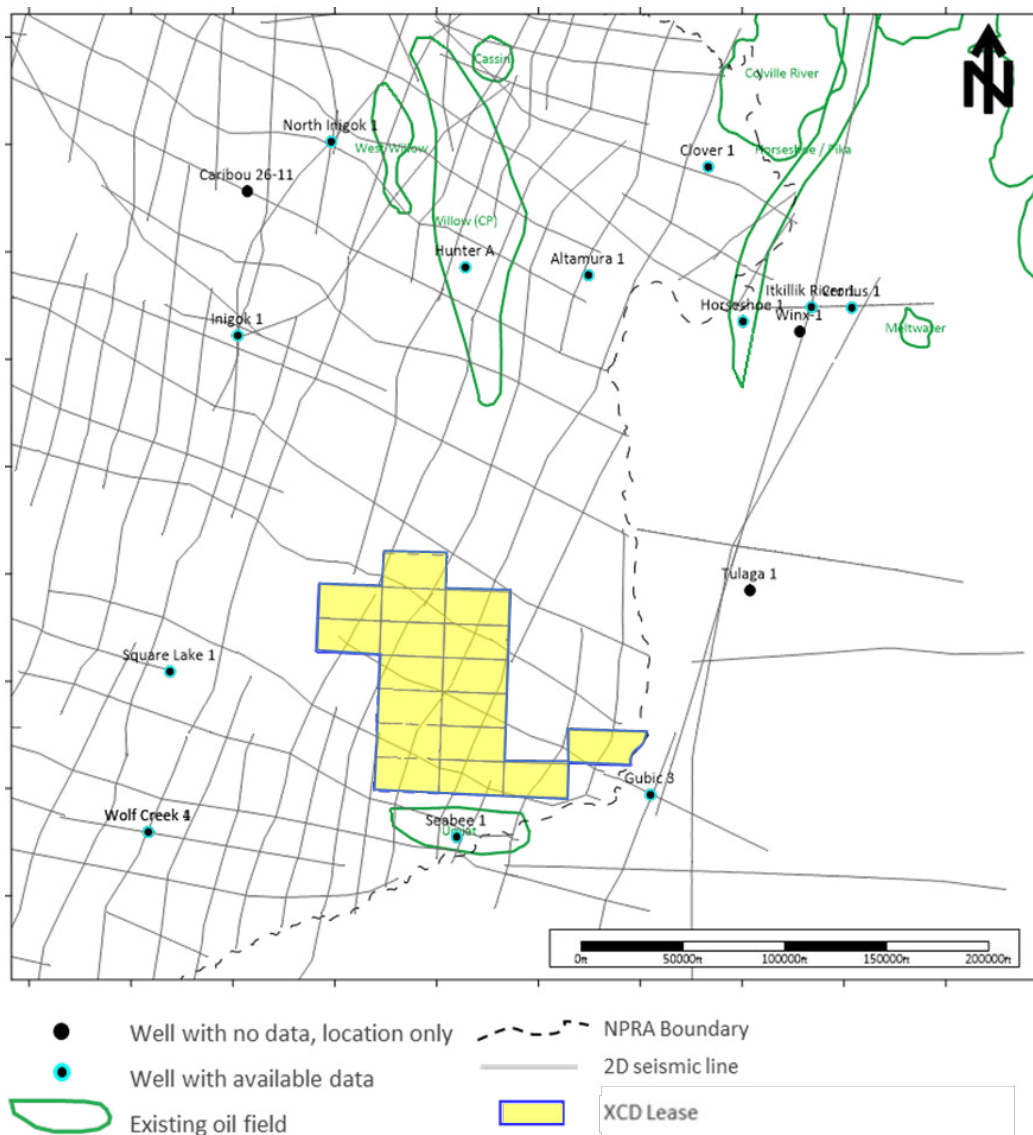 N
Cassin
Colville River
North Inigok 1
West Willow
Clover 1
Horseshoe / Pika
Caribou 26-11
Willow (CP)
Hunter A
Altamura 1
Itkillik River 1
Horseshoe 1
Winx-1
Meltwater
Inigok 1
Tulaga 1
Square Lake 1
Gubic 3
Wolf Creek
Seabee 1
Umiat
0ft
50000ft
100000ft
150000ft
200000ft
Well with no data, location only
NPRA Boundary
Well with available data
2D seismic line
Existing oil field
XCD Lease